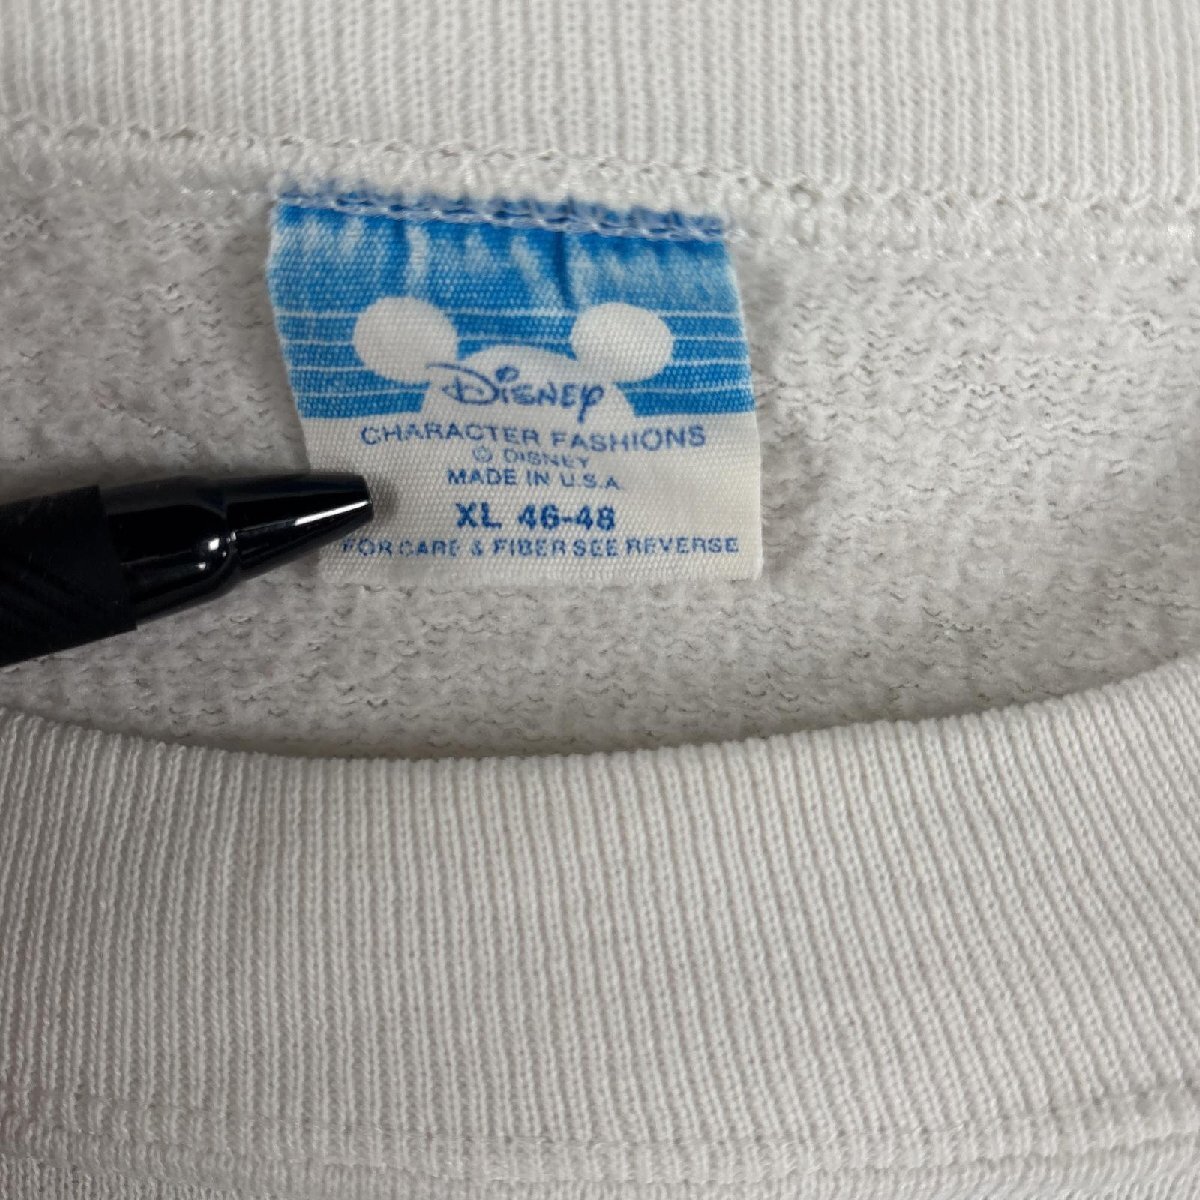 Disney
CHARACTER FASHIONS
© DISNEY
MADE IN U.S.A.
XL 46-48
FOR CARE & FIBER SEE REVERSE